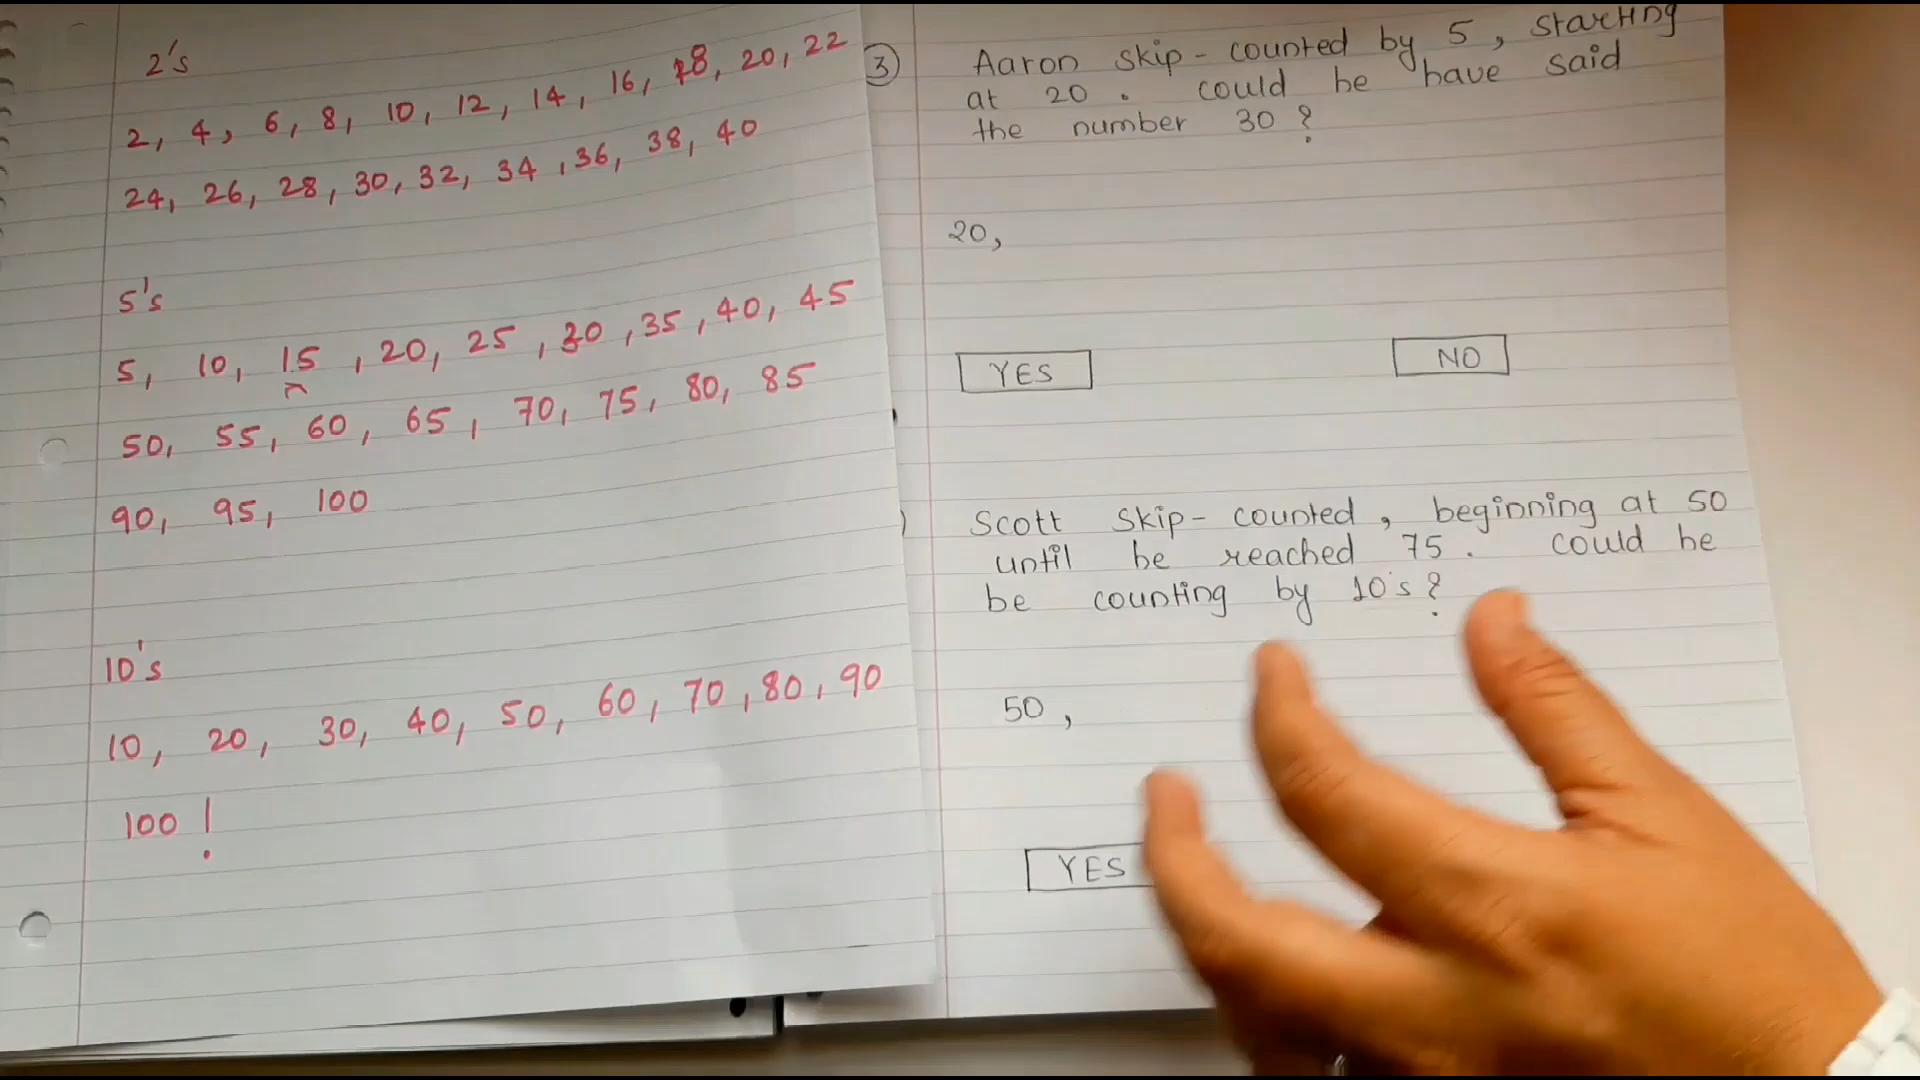 2's
2, 4, 6, 8, 10, 12, 14, 16, 18, 20, 22
24, 26, 28, 30, 32, 34, 36, 38, 40
5's
5, 10, 15, 20, 25, 30, 35, 40, 45
50, 55, 60, 65, 70, 75, 80, 85
90, 95, 100
10's
10, 20, 30, 40, 50, 60, 70, 80, 90
100 !
3 Aaron skip-counted by 5, starting
at 20. could he have said
the number 30?
20,
YES NO
) Scott skip-counted, beginning at 50
until he reached 75. could he
be counting by 10's?
50,
YES